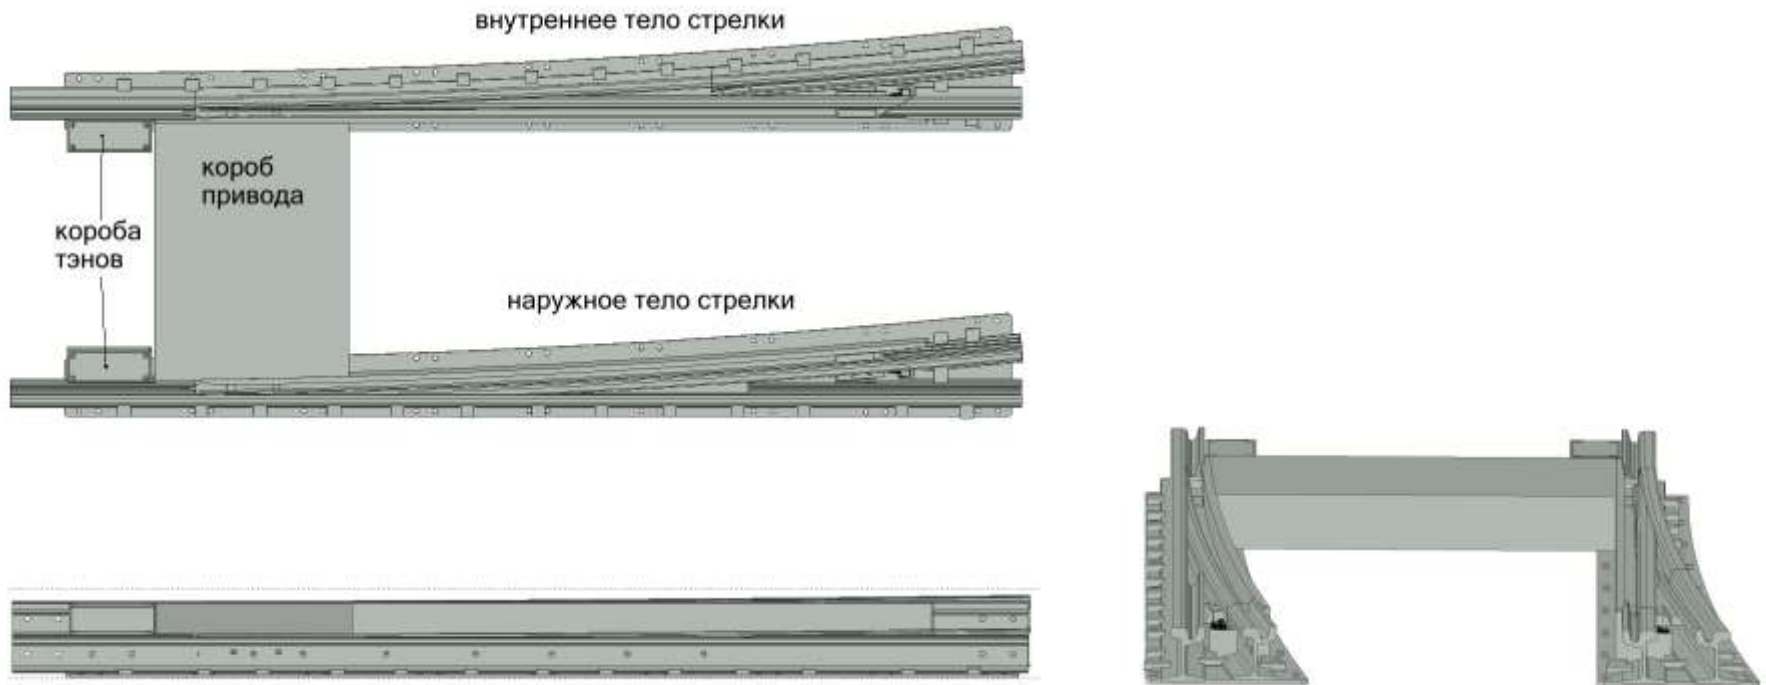 внутреннее тело стрелки
короб
привода
короба
тэнов
наружное тело стрелки